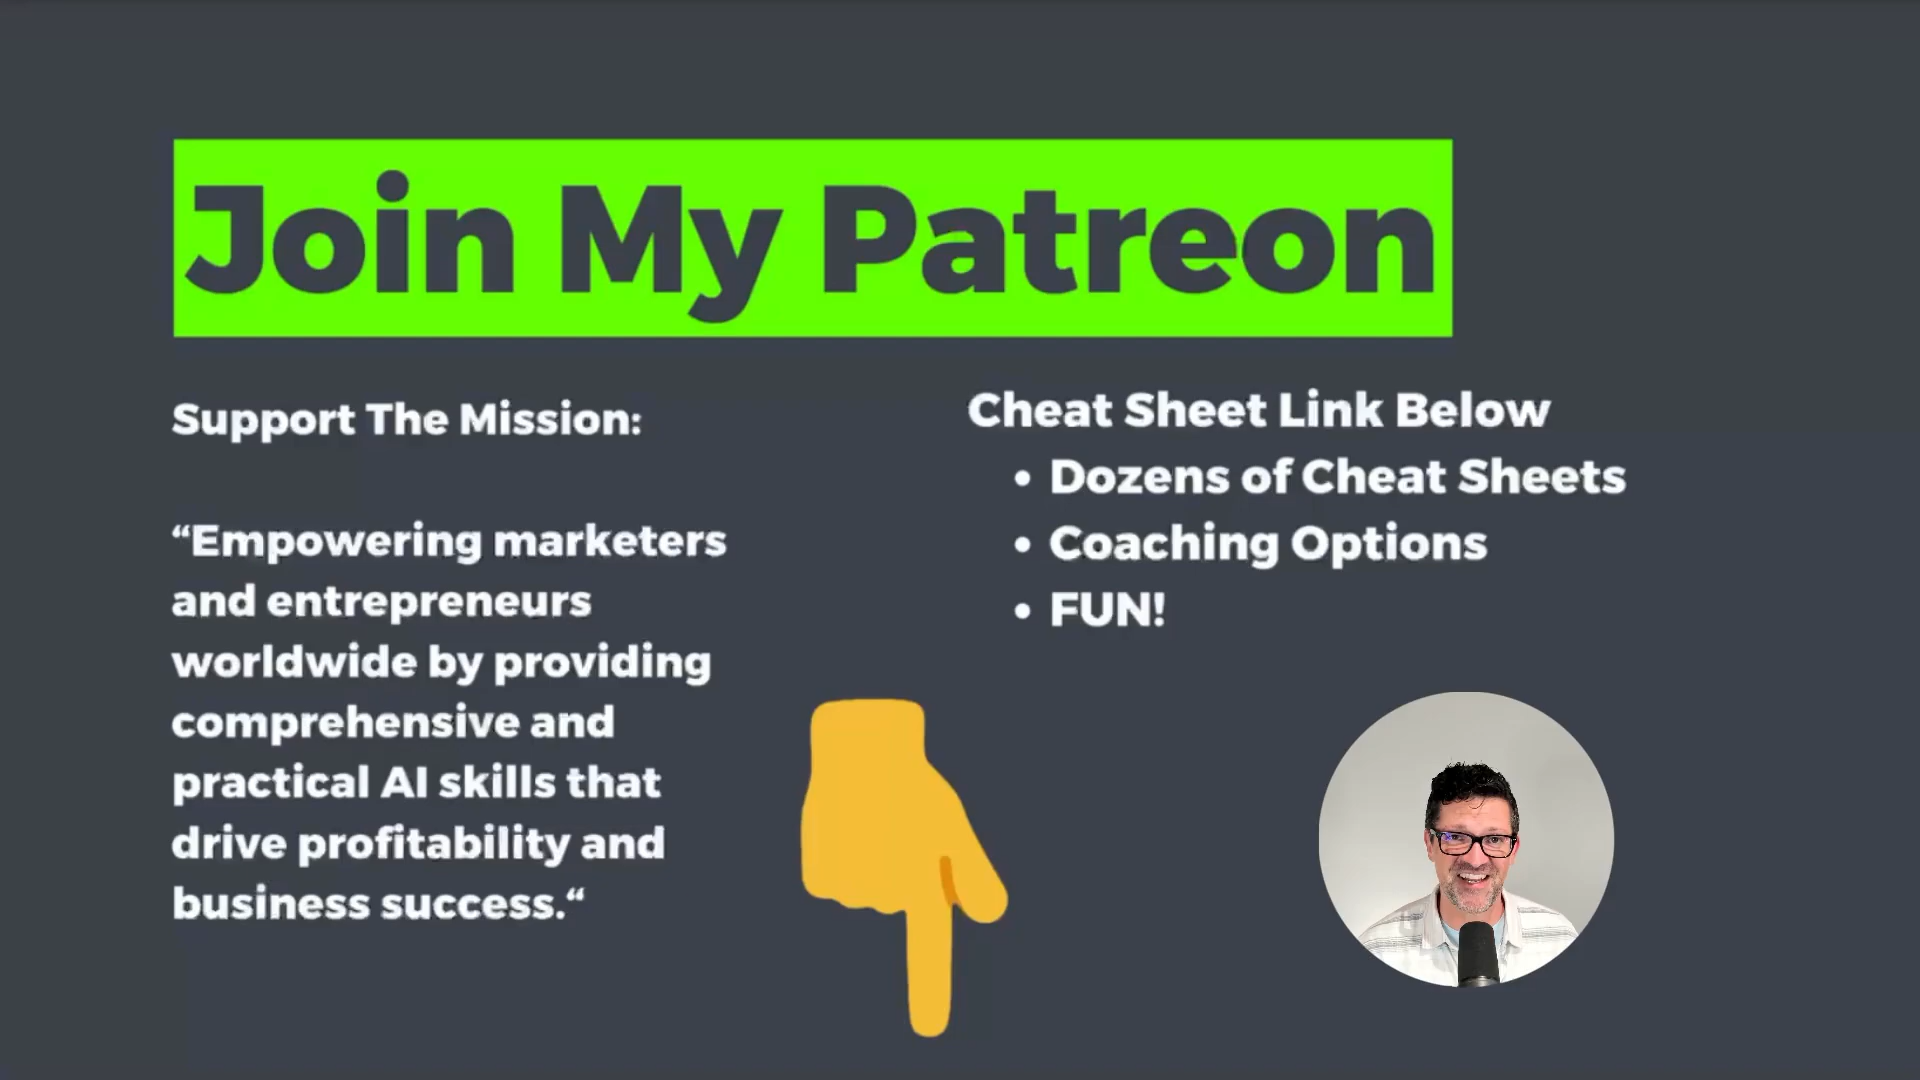 Join My Patreon
Support The Mission:
“Empowering marketers
and entrepreneurs
worldwide by providing
comprehensive and
practical AI skills that
drive profitability and
business success.“
Cheat Sheet Link Below
• Dozens of Cheat Sheets
• Coaching Options
• FUN!